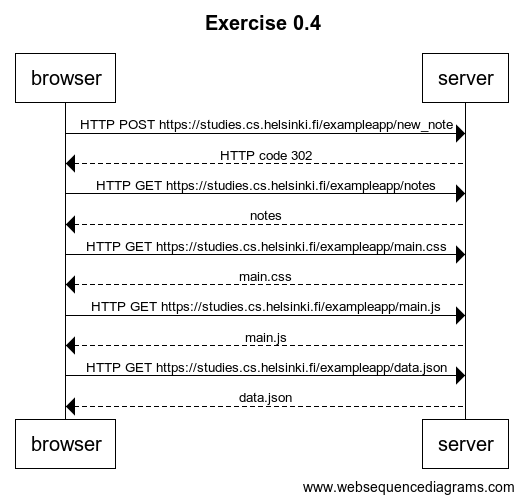 Exercise 0.4
browser
server
HTTP POST https://studies.cs.helsinki.fi/exampleapp/new_note
HTTP code 302
HTTP GET https://studies.cs.helsinki.fi/exampleapp/notes
notes
HTTP GET https://studies.cs.helsinki.fi/exampleapp/main.css
main.css
HTTP GET https://studies.cs.helsinki.fi/exampleapp/main.js
main.js
HTTP GET https://studies.cs.helsinki.fi/exampleapp/data.json
data.json
browser
server
www.websequencediagrams.com